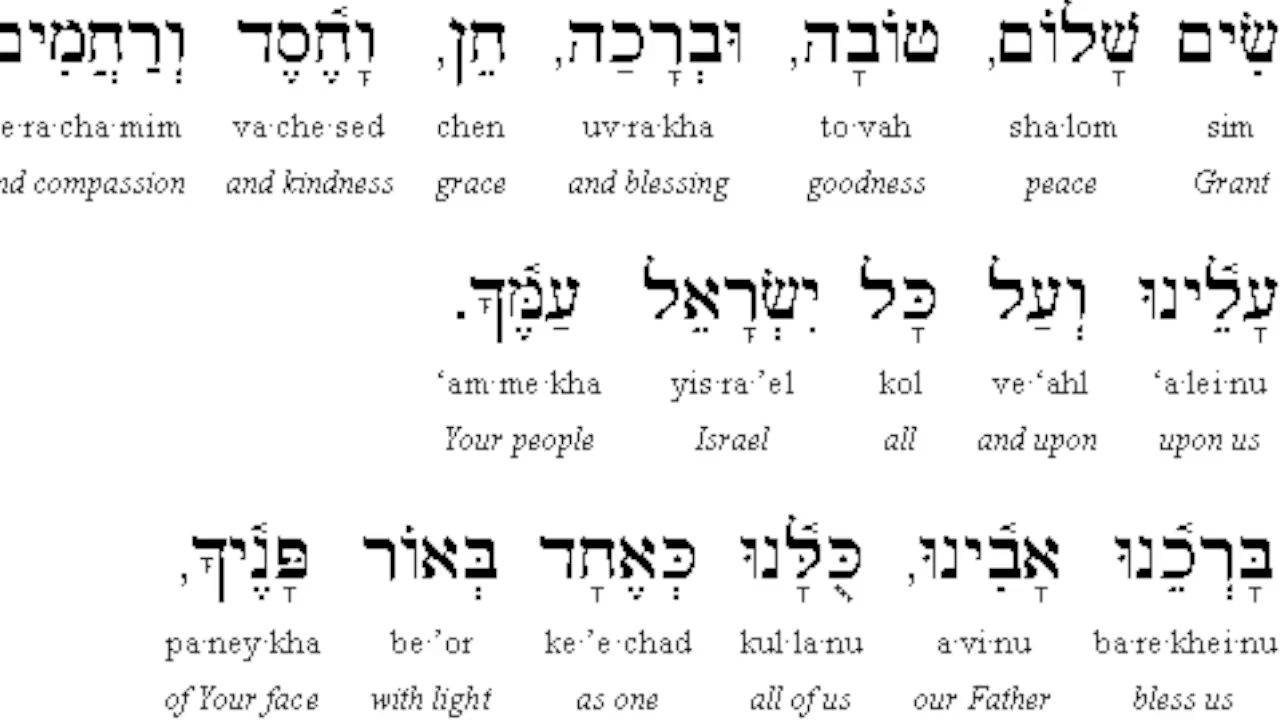 שִׂים שָׁלוֹם, טוֹבָה, וּבְרָכַה, חֵן, וָחֶ֫סֶד וְרַחֲמִים
sim sha·lom to·vah uv·ra·kha chen va·che·sed e·ra·cha·mim
Grant peace goodness and blessing grace and kindness nd compassion
עָלֵ֫ינוּ וְעַל כָּל יִשְׂרָאֵל עַמֶּ֫ךָ.
‘a·lei·nu ve·‘ahl kol yis·ra·’el ‘am·me·kha
upon us and upon all Israel Your people
בָּרְכֵ֫נוּ אָבִ֫ינוּ, כֻּלָּ֫נוּ כְּאֶחָד בְּאוֹר פָּנֶ֫יךָ,
ba·re·khei·nu a·vi·nu kul·la·nu ke·’e·chad be·’or pa·ney·kha
bless us our Father all of us as one with light of Your face